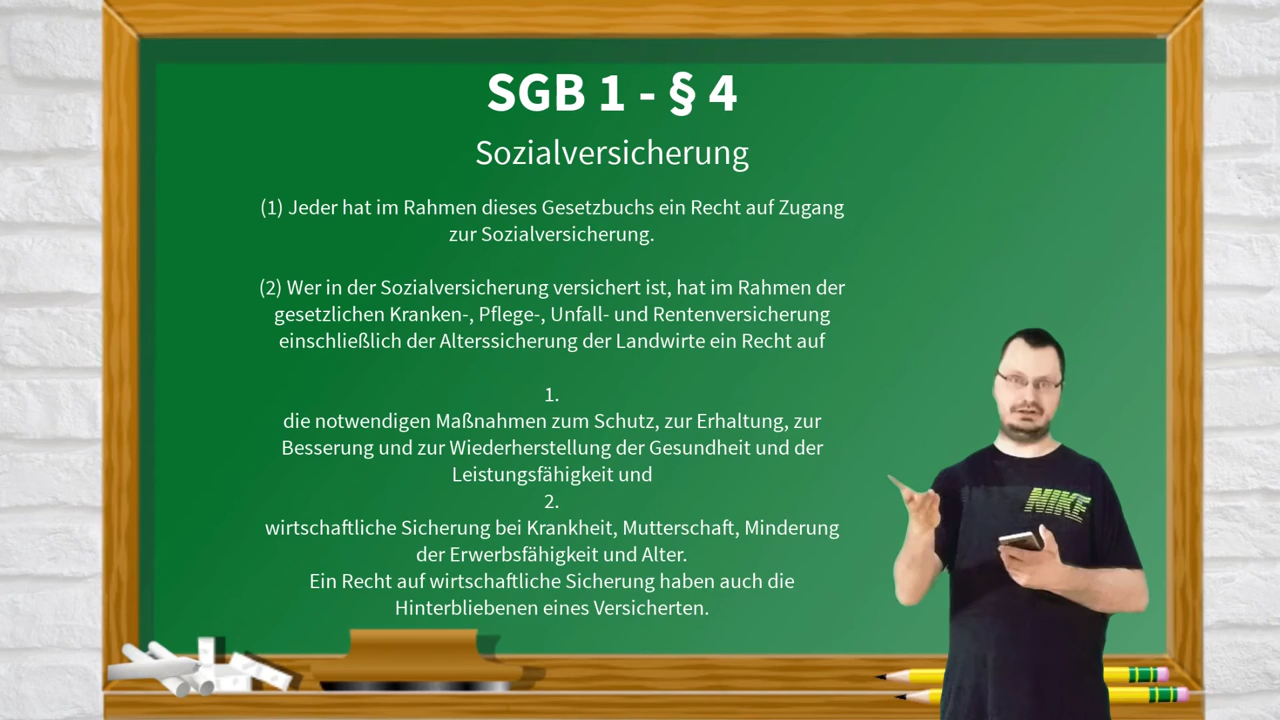 SGB 1 - § 4
Sozialversicherung
(1) Jeder hat im Rahmen dieses Gesetzbuchs ein Recht auf Zugang
zur Sozialversicherung.
(2) Wer in der Sozialversicherung versichert ist, hat im Rahmen der
gesetzlichen Kranken-, Pflege-, Unfall- und Rentenversicherung
einschließlich der Alterssicherung der Landwirte ein Recht auf
1.
die notwendigen Maßnahmen zum Schutz, zur Erhaltung, zur
Besserung und zur Wiederherstellung der Gesundheit und der
Leistungsfähigkeit und
2.
wirtschaftliche Sicherung bei Krankheit, Mutterschaft, Minderung
der Erwerbsfähigkeit und Alter.
Ein Recht auf wirtschaftliche Sicherung haben auch die
Hinterbliebenen eines Versicherten.
NIKE